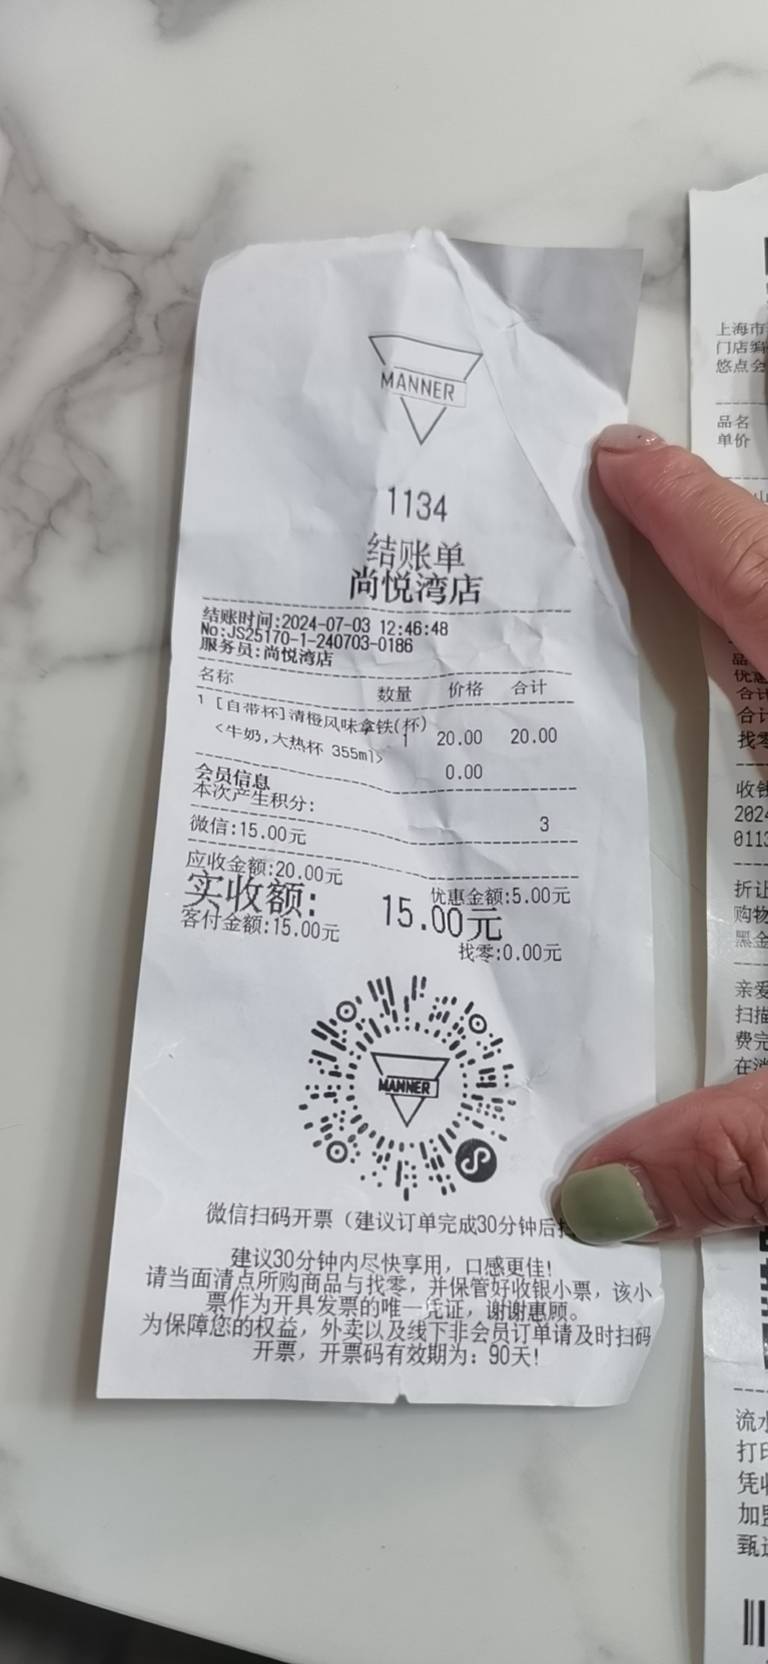 MANNER
1134
结账单
尚悦湾店
结账时间:2024-07-03 12:46:48
No:JS25170-1-240703-0186
服务员:尚悦湾店
名称 数量 价格 合计
1 [自带杯]清橙风味拿铁(杯)
1 20.00 20.00
<牛奶,大热杯 355ml>
0.00
会员信息
本次产生积分: 3
微信:15.00元
应收金额:20.00元 优惠金额:5.00元
实收额: 15.00元
客付金额:15.00元 找零:0.00元
MANNER
微信扫码开票（建议订单完成30分钟后
建议30分钟内尽快享用，口感更佳!
请当面清点所购商品与找零，并保管好收银小票，该小
票作为开具发票的唯一凭证，谢谢惠顾。
为保障您的权益，外卖以及线下非会员订单请及时扫码
开票，开票码有效期为：90天!
上海市
门店编
悠点会
品名
单价
品
优惠
合计
合计
找零
收银
2024
0113
折让
购物
黑金
亲爱
扫描
费完
在
流水
打印
凭收
加盟
甄选